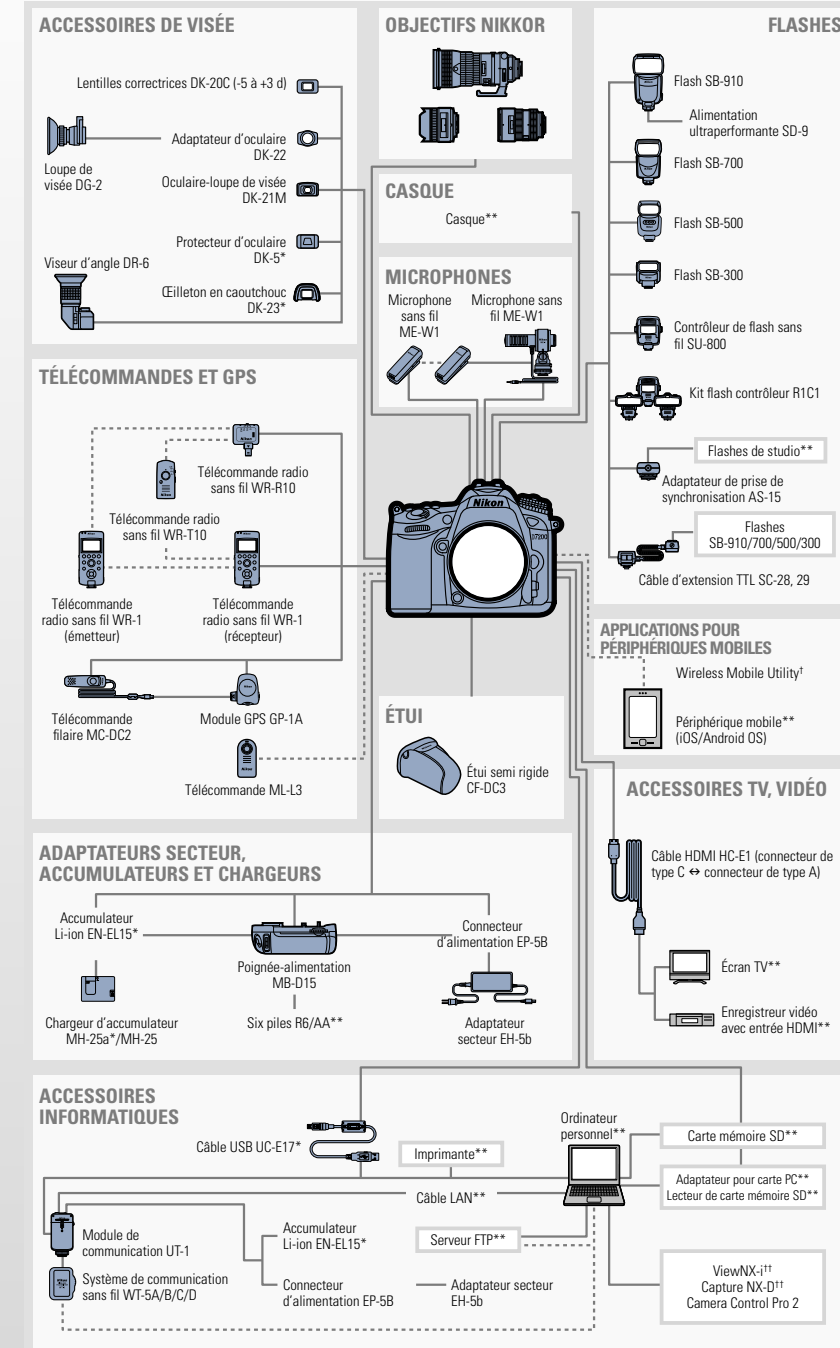 ACCESSOIRES DE VISÉE
Lentilles correctrices DK-20C (-5 à +3 d)
Adaptateur d'oculaire
DK-22
Loupe de
visée DG-2
Oculaire-loupe de visée
DK-21M
Protecteur d'oculaire
DK-5*
Viseur d'angle DR-6
Œilleton en caoutchouc
DK-23*
OBJECTIFS NIKKOR
CASQUE
Casque**
MICROPHONES
Microphone
sans fil
ME-W1
Microphone sans
fil ME-W1
FLASHES
Flash SB-910
Alimentation
ultraperformante SD-9
Flash SB-700
Flash SB-500
Flash SB-300
Contrôleur de flash sans
fil SU-800
Kit flash contrôleur R1C1
Flashes de studio**
Adaptateur de prise de
synchronisation AS-15
Flashes
SB-910/700/500/300
Câble d'extension TTL SC-28, 29
TÉLÉCOMMANDES ET GPS
Télécommande radio
sans fil WR-R10
Télécommande radio
sans fil WR-T10
Télécommande
radio sans fil WR-1
(émetteur)
Télécommande
radio sans fil WR-1
(récepteur)
Télécommande
filaire MC-DC2
Module GPS GP-1A
Télécommande ML-L3
Nikon
D7200
ÉTUI
Étui semi rigide
CF-DC3
APPLICATIONS POUR
PÉRIPHÉRIQUES MOBILES
Wireless Mobile Utility†
Périphérique mobile**
(iOS/Android OS)
ACCESSOIRES TV, VIDÉO
Câble HDMI HC-E1 (connecteur de
type C ↔ connecteur de type A)
Écran TV**
Enregistreur vidéo
avec entrée HDMI**
ADAPTATEURS SECTEUR,
ACCUMULATEURS ET CHARGEURS
Accumulateur
Li-ion EN-EL15*
Chargeur d'accumulateur
MH-25a*/MH-25
Poignée-alimentation
MB-D15
Six piles R6/AA**
Connecteur
d'alimentation EP-5B
Adaptateur
secteur EH-5b
ACCESSOIRES
INFORMATIQUES
Câble USB UC-E17*
Imprimante**
Ordinateur
personnel**
Carte mémoire SD**
Adaptateur pour carte PC**
Lecteur de carte mémoire SD**
Câble LAN**
Module de
communication UT-1
Accumulateur
Li-ion EN-EL15*
Serveur FTP**
Système de communication
sans fil WT-5A/B/C/D
Connecteur
d'alimentation EP-5B
Adaptateur secteur
EH-5b
ViewNX-i††
Capture NX-D††
Camera Control Pro 2